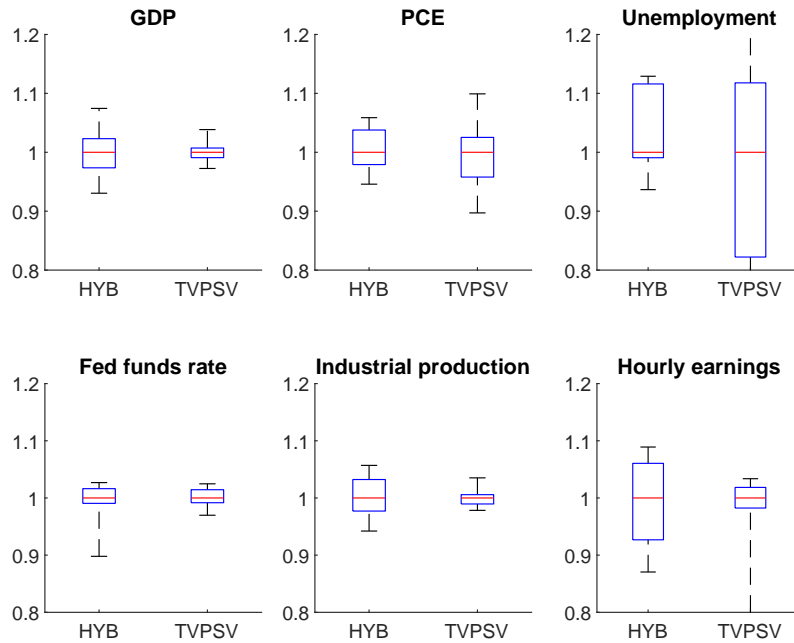 GDP
1.2
1.1
1
0.9
0.8
HYB TVPSV
PCE
1.2
1.1
1
0.9
0.8
HYB TVPSV
Unemployment
1.2
1.1
1
0.9
0.8
HYB TVPSV
Fed funds rate
1.2
1.1
1
0.9
0.8
HYB TVPSV
Industrial production
1.2
1.1
1
0.9
0.8
HYB TVPSV
Hourly earnings
1.2
1.1
1
0.9
0.8
HYB TVPSV